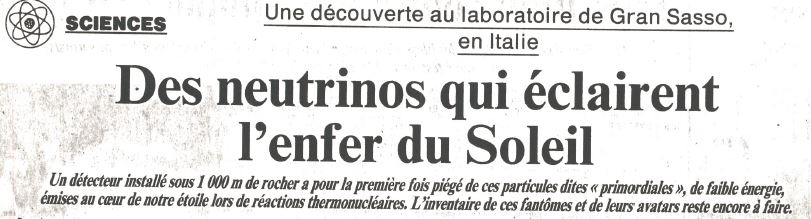 SCIENCES
Une découverte au laboratoire de Gran Sasso,
en Italie
Des neutrinos qui éclairent
l'enfer du Soleil
Un détecteur installé sous 1 000 m de rocher a pour la première fois piégé de ces particules dites « primordiales », de faible énergie,
émises au cœur de notre étoile lors de réactions thermonucléaires. L'inventaire de ces fantômes et de leurs avatars reste encore à faire.